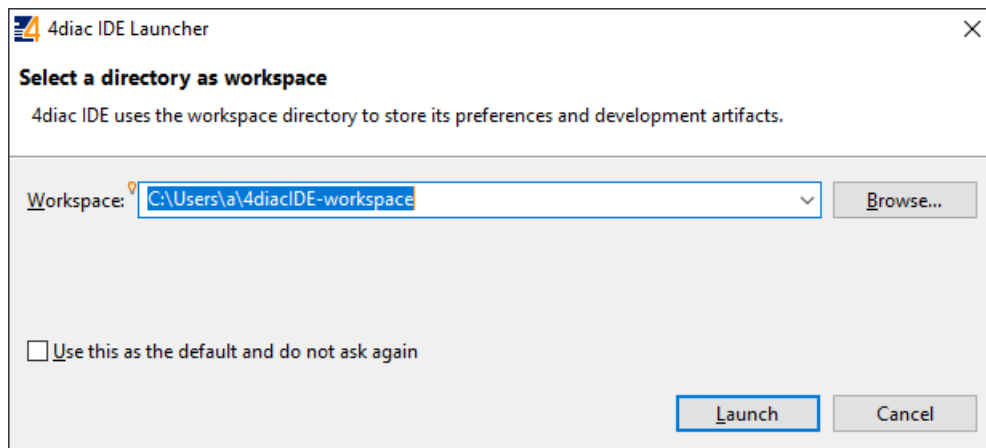 4diac IDE Launcher
Select a directory as workspace
4diac IDE uses the workspace directory to store its preferences and development artifacts.
Workspace: C:\Users\a\4diacIDE-workspace Browse...
Use this as the default and do not ask again
Launch Cancel